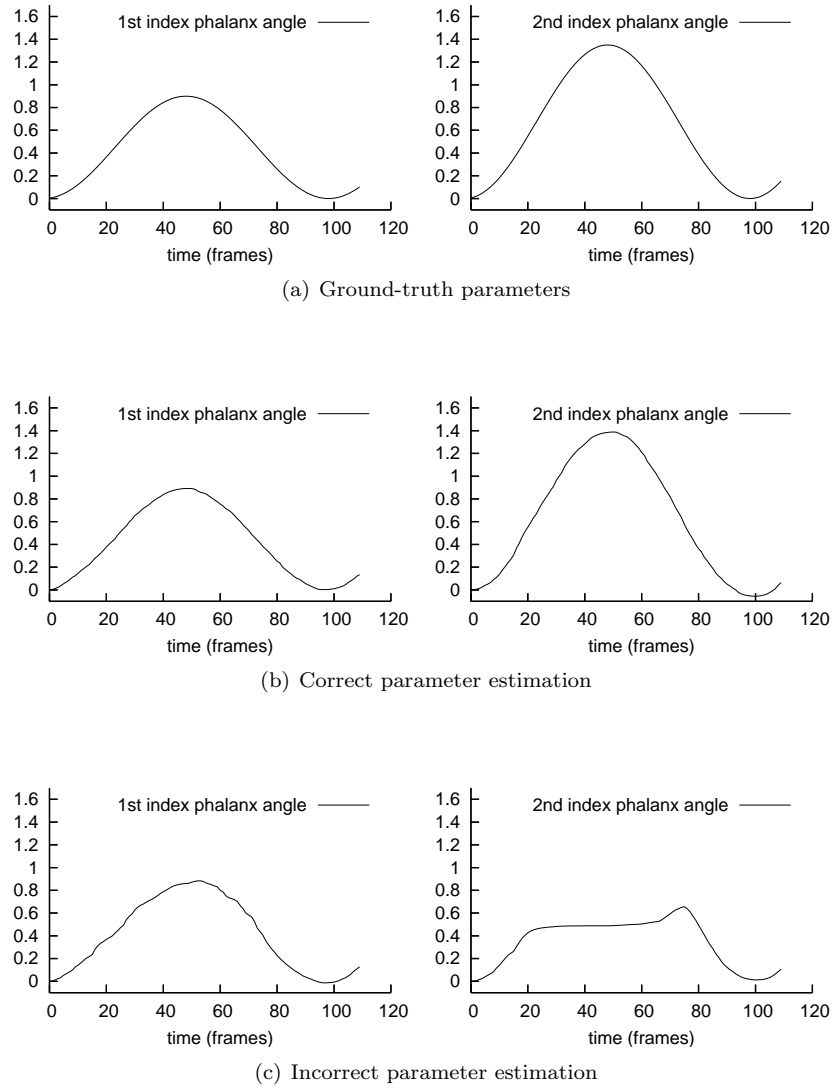 1st index phalanx angle
1.6
1.4
1.2
1
0.8
0.6
0.4
0.2
0
0 20 40 60 80 100 120
time (frames)
2nd index phalanx angle
1.6
1.4
1.2
1
0.8
0.6
0.4
0.2
0
0 20 40 60 80 100 120
time (frames)
(a) Ground-truth parameters
1st index phalanx angle
1.6
1.4
1.2
1
0.8
0.6
0.4
0.2
0
0 20 40 60 80 100 120
time (frames)
2nd index phalanx angle
1.6
1.4
1.2
1
0.8
0.6
0.4
0.2
0
0 20 40 60 80 100 120
time (frames)
(b) Correct parameter estimation
1st index phalanx angle
1.6
1.4
1.2
1
0.8
0.6
0.4
0.2
0
0 20 40 60 80 100 120
time (frames)
2nd index phalanx angle
1.6
1.4
1.2
1
0.8
0.6
0.4
0.2
0
0 20 40 60 80 100 120
time (frames)
(c) Incorrect parameter estimation